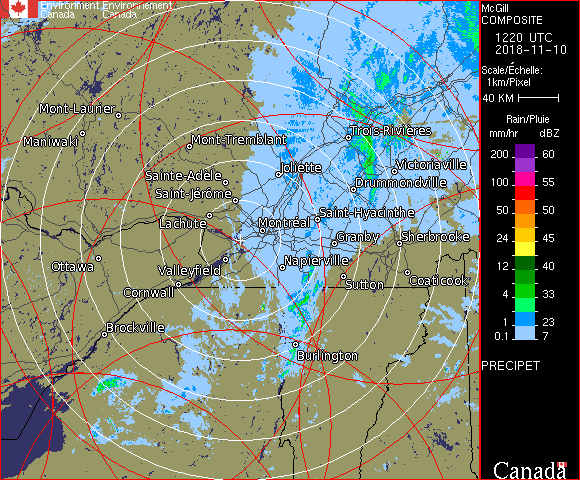 Environment Environnement
Canada Canada
McGill
COMPOSITE
1220 UTC
2018-11-10
Scale/Échelle:
1km/Pixel
40 KM
Rain/Pluie
mm/hr dBZ
200 60
100 55
50 50
24 45
12 40
4 33
1 23
0.1 7
PRECIPET
Mont-Laurier
Maniwaki
Mont-Tremblant
Trois-Rivières
Sainte-Adèle
Joliette
Victoriaville
Saint-Jérôme
Drummondville
Lachute
Montréal
Saint-Hyacinthe
Granby
Sherbrooke
Ottawa
Valleyfield
Napierville
Cornwall
Sutton
Coaticook
Brockville
Burlington
Canada